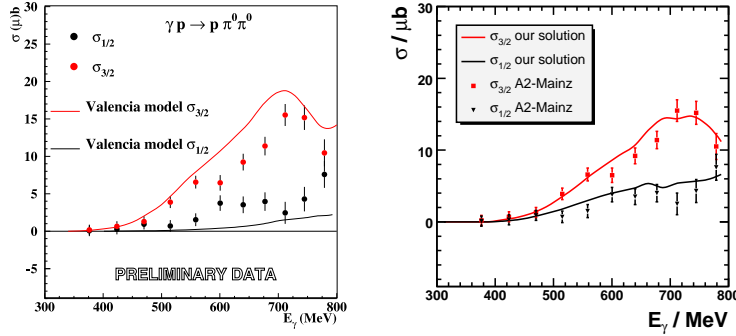 σ (μ)b
γ p → p π⁰π⁰
30
25
20
15
10
5
0
-5
σ1/2
σ3/2
Valencia model σ3/2
Valencia model σ1/2
PRELIMINARY DATA
300 400 500 600 700 800
Eγ (MeV)
σ / μb
30
20
10
0
σ3/2 our solution
σ1/2 our solution
σ3/2 A2-Mainz
σ1/2 A2-Mainz
300 400 500 600 700 800
Eγ / MeV